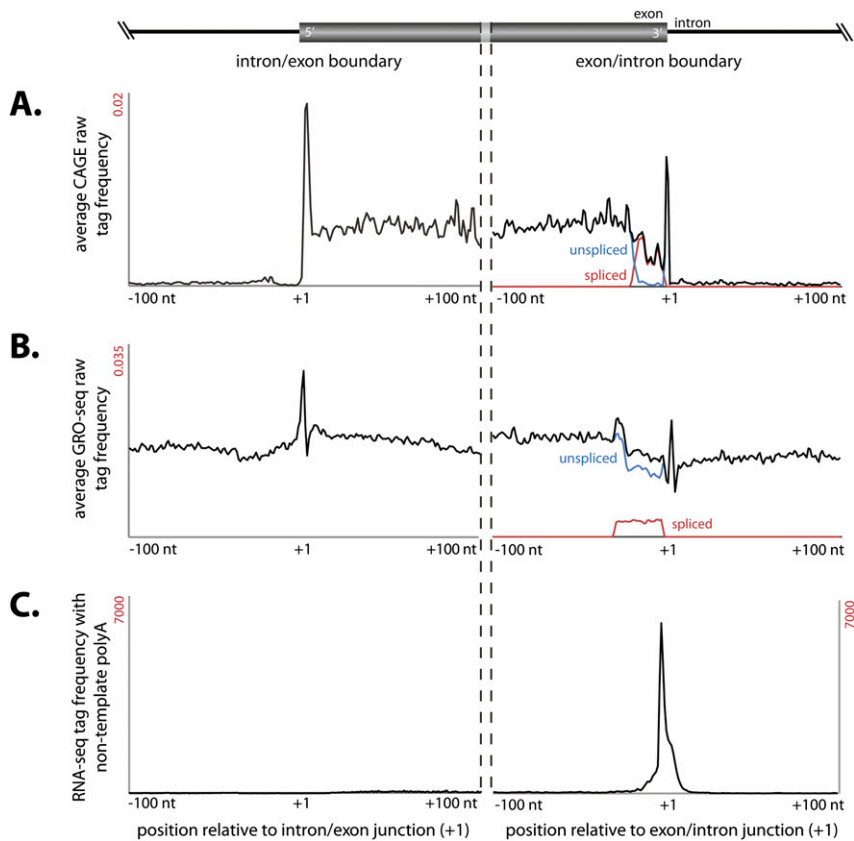 exon
intron
5'
3'
intron/exon boundary
exon/intron boundary
A.
average CAGE raw
tag frequency
0.02
unspliced
spliced
-100 nt
+1
+100 nt
-100 nt
+1
+100 nt
B.
average GRO-seq raw
tag frequency
0.035
unspliced
spliced
-100 nt
+1
+100 nt
-100 nt
+1
+100 nt
C.
RNA-seq tag frequency with
non-template polyA
7000
7000
-100 nt
+1
+100 nt
-100 nt
+1
+100 nt
position relative to intron/exon junction (+1)
position relative to exon/intron junction (+1)